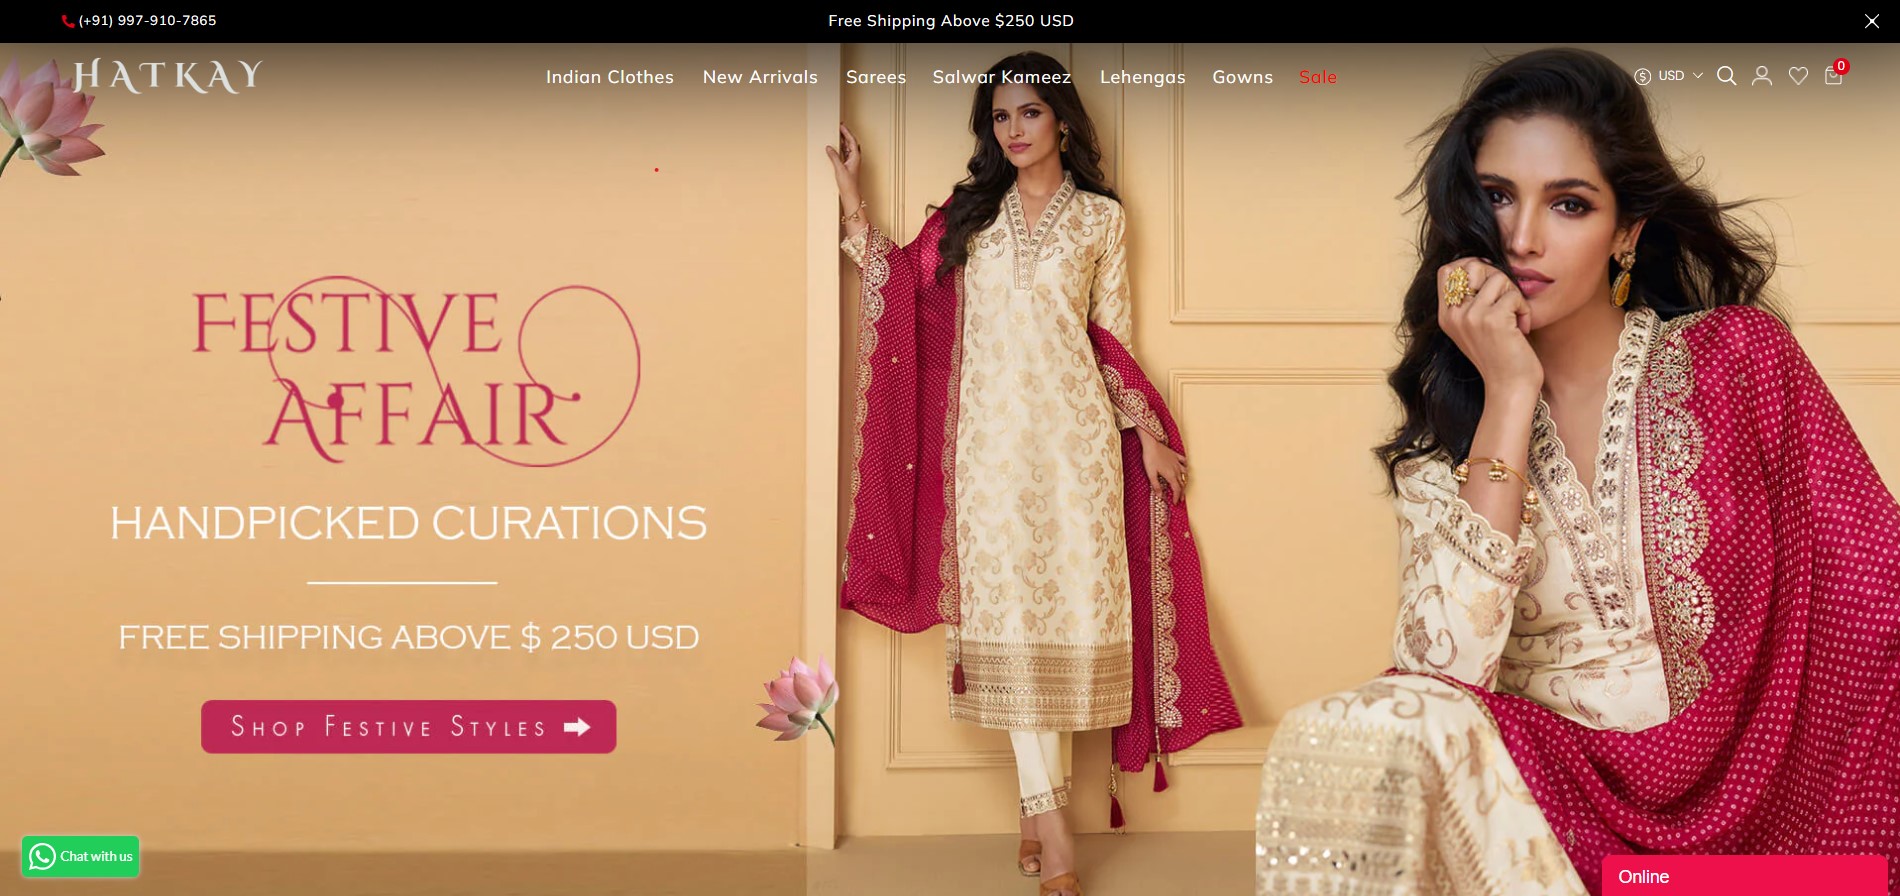 (+91) 997-910-7865
Free Shipping Above $250 USD
HATKAY
Indian Clothes
New Arrivals
Sarees
Salwar Kameez
Lehengas
Gowns
Sale
USD
0
FESTIVE
AFFAIR
HANDPICKED CURATIONS
FREE SHIPPING ABOVE $ 250 USD
SHOP FESTIVE STYLES
Chat with us
Online